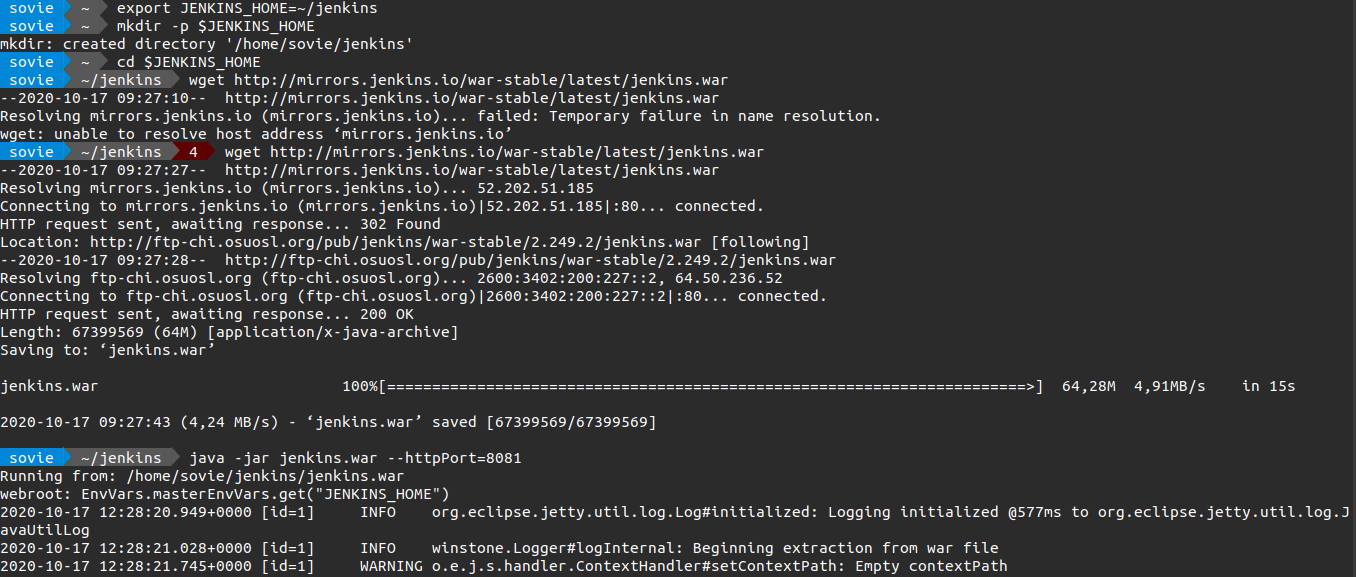 sovie ~ export JENKINS_HOME=~/jenkins
sovie ~ mkdir -p $JENKINS_HOME
mkdir: created directory '/home/sovie/jenkins'
sovie ~ cd $JENKINS_HOME
sovie ~/jenkins wget http://mirrors.jenkins.io/war-stable/latest/jenkins.war
--2020-10-17 09:27:10--  http://mirrors.jenkins.io/war-stable/latest/jenkins.war
Resolving mirrors.jenkins.io (mirrors.jenkins.io)... failed: Temporary failure in name resolution.
wget: unable to resolve host address ‘mirrors.jenkins.io’
sovie ~/jenkins 4 wget http://mirrors.jenkins.io/war-stable/latest/jenkins.war
--2020-10-17 09:27:27--  http://mirrors.jenkins.io/war-stable/latest/jenkins.war
Resolving mirrors.jenkins.io (mirrors.jenkins.io)... 52.202.51.185
Connecting to mirrors.jenkins.io (mirrors.jenkins.io)|52.202.51.185|:80... connected.
HTTP request sent, awaiting response... 302 Found
Location: http://ftp-chi.osuosl.org/pub/jenkins/war-stable/2.249.2/jenkins.war [following]
--2020-10-17 09:27:28--  http://ftp-chi.osuosl.org/pub/jenkins/war-stable/2.249.2/jenkins.war
Resolving ftp-chi.osuosl.org (ftp-chi.osuosl.org)... 2600:3402:200:227::2, 64.50.236.52
Connecting to ftp-chi.osuosl.org (ftp-chi.osuosl.org)|2600:3402:200:227::2|:80... connected.
HTTP request sent, awaiting response... 200 OK
Length: 67399569 (64M) [application/x-java-archive]
Saving to: ‘jenkins.war’
jenkins.war 100%[=======================================================================>] 64,28M 4,91MB/s in 15s
2020-10-17 09:27:43 (4,24 MB/s) - ‘jenkins.war’ saved [67399569/67399569]
sovie ~/jenkins java -jar jenkins.war --httpPort=8081
Running from: /home/sovie/jenkins/jenkins.war
webroot: EnvVars.masterEnvVars.get("JENKINS_HOME")
2020-10-17 12:28:20.949+0000 [id=1] INFO org.eclipse.jetty.util.log.Log#initialized: Logging initialized @577ms to org.eclipse.jetty.util.log.J
avaUtilLog
2020-10-17 12:28:21.028+0000 [id=1] INFO winstone.Logger#logInternal: Beginning extraction from war file
2020-10-17 12:28:21.745+0000 [id=1] WARNING o.e.j.s.handler.ContextHandler#setContextPath: Empty contextPath